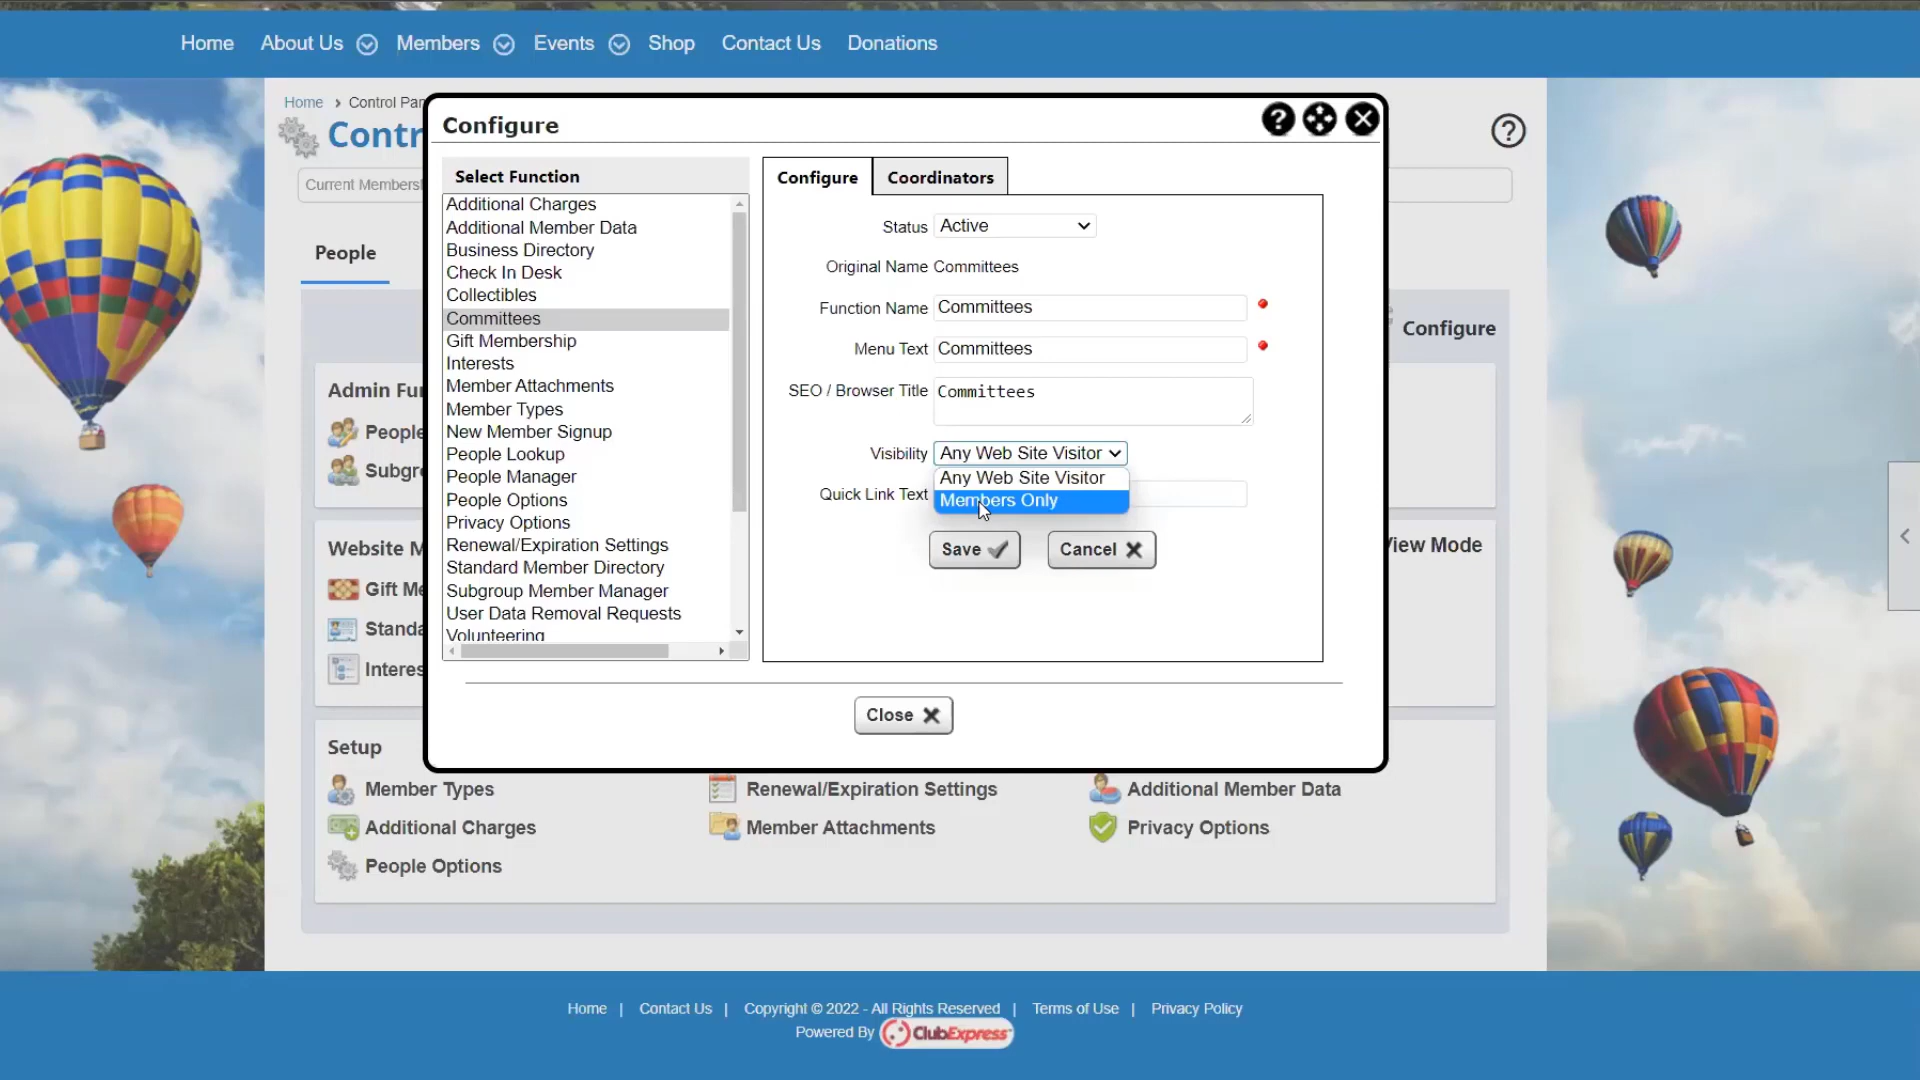 Home About Us Members Events Shop Contact Us Donations
Home › Control Pan
Contr
Current Membersh
People
Configure
Admin Fun
People
Subgr
Website M
Gift Me
Standa
Interes
View Mode
Configure
Select Function
Additional Charges
Additional Member Data
Business Directory
Check In Desk
Collectibles
Committees
Gift Membership
Interests
Member Attachments
Member Types
New Member Signup
People Lookup
People Manager
People Options
Privacy Options
Renewal/Expiration Settings
Standard Member Directory
Subgroup Member Manager
User Data Removal Requests
Volunteering
Configure Coordinators
Status Active
Original Name Committees
Function Name Committees
Menu Text Committees
SEO / Browser Title Committees
Visibility Any Web Site Visitor
Any Web Site Visitor
Members Only
Quick Link Text
Save Cancel
Close
Setup
Member Types Renewal/Expiration Settings Additional Member Data
Additional Charges Member Attachments Privacy Options
People Options
Home | Contact Us | Copyright © 2022 - All Rights Reserved | Terms of Use | Privacy Policy
Powered By ClubExpress